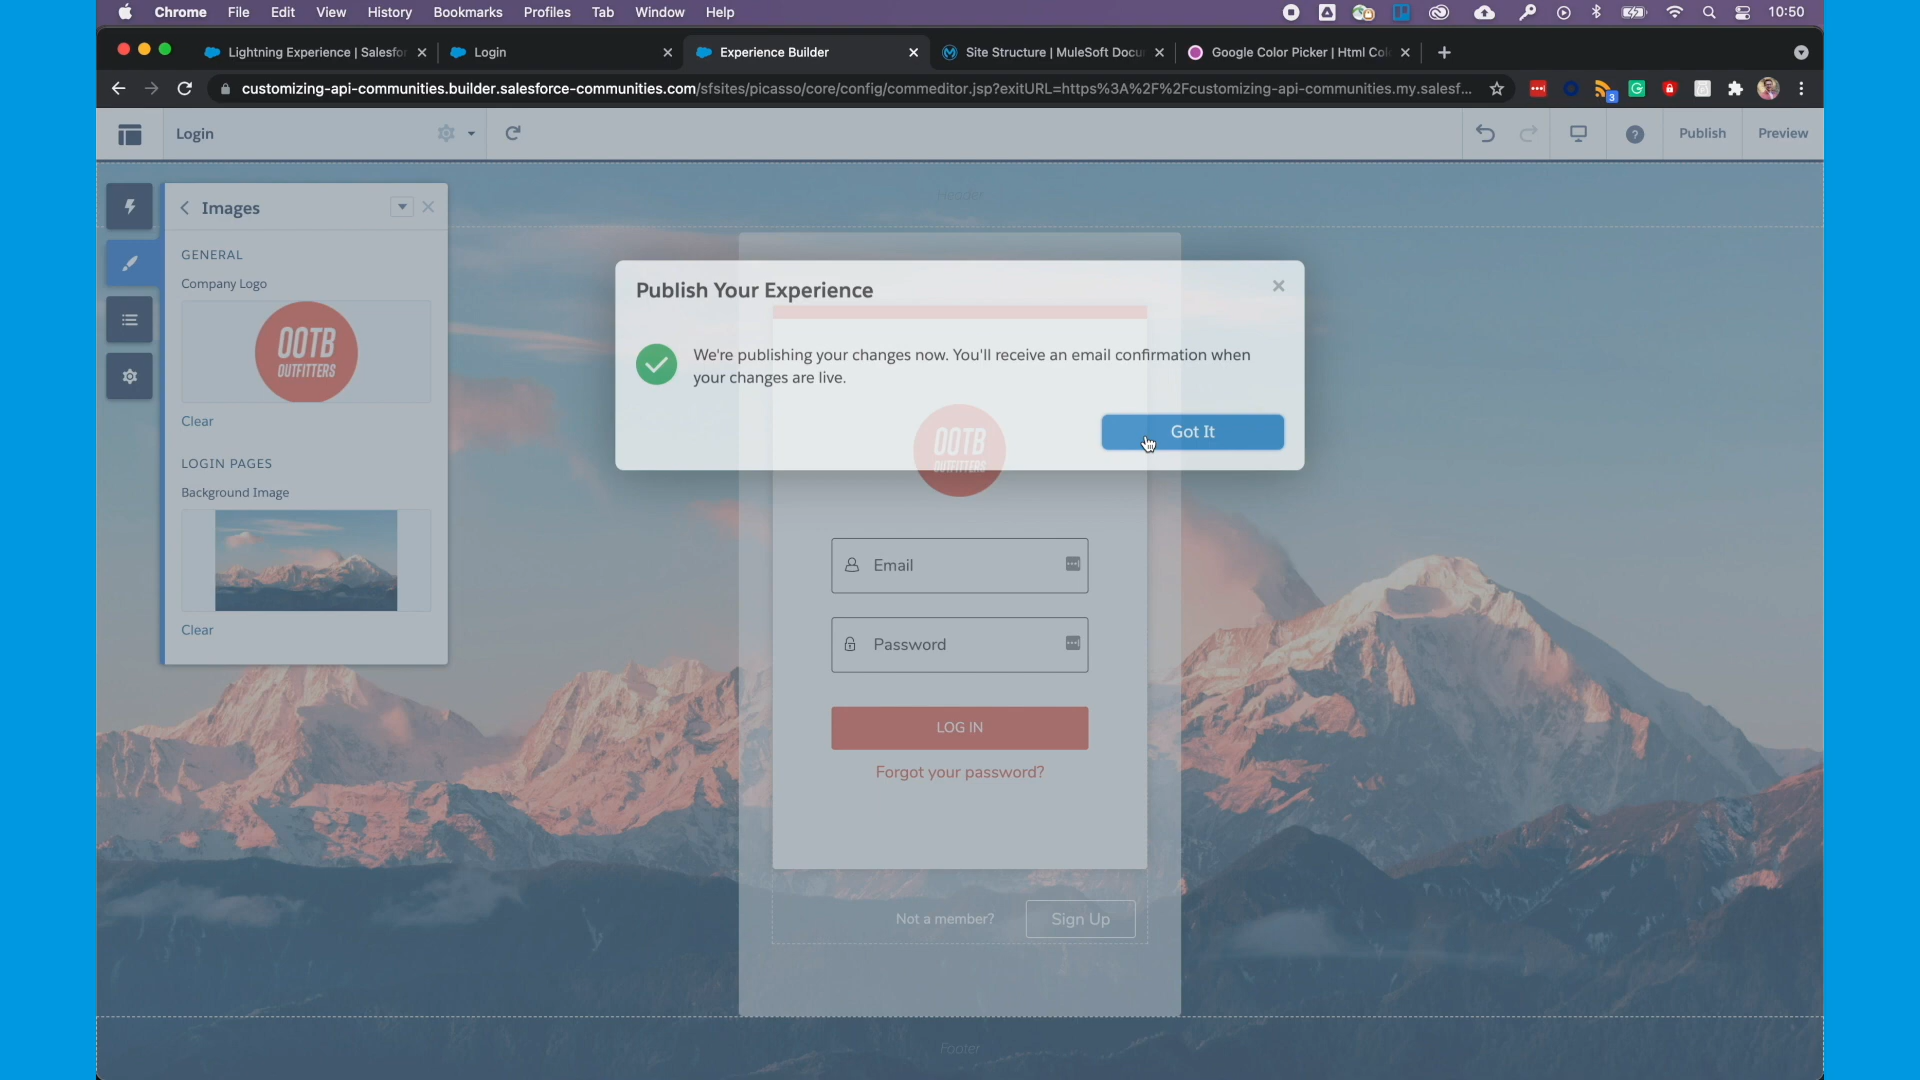 Chrome File Edit View History Bookmarks Profiles Tab Window Help 10:50
Lightning Experience | Salesfor
Login
Experience Builder
Site Structure | MuleSoft Docu
Google Color Picker | Html Col
customizing-api-communities.builder.salesforce-communities.com/sfsites/picasso/core/config/commeditor.jsp?exitURL=https%3A%2F%2Fcustomizing-api-communities.my.salesf...
3
Login
Publish
Preview
Header
Images
GENERAL
Company Logo
OOTB
OUTFITTERS
Clear
LOGIN PAGES
Background Image
Clear
Publish Your Experience
We're publishing your changes now. You'll receive an email confirmation when
your changes are live.
Got It
OOTB
OUTFITTERS
Email
Password
LOG IN
Forgot your password?
Not a member?
Sign Up
Footer